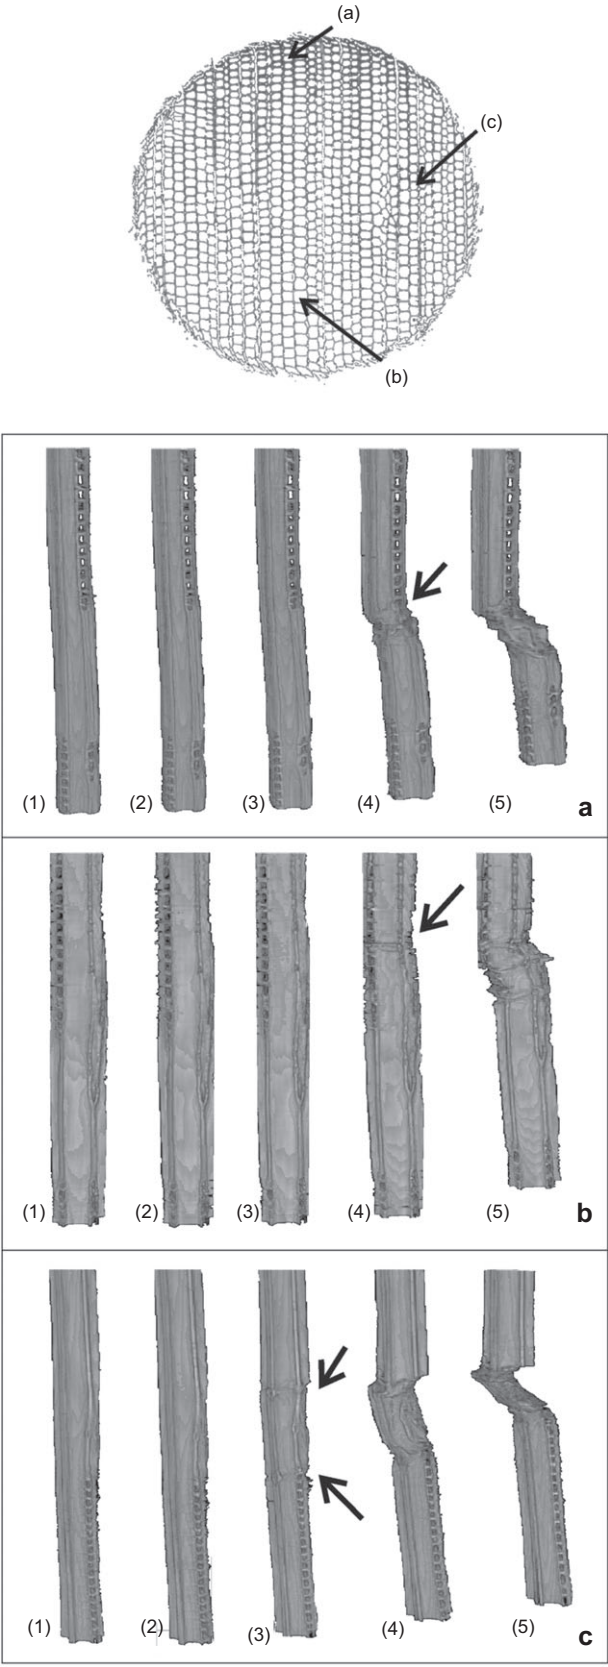 (a)
(c)
(b)
(1) (2) (3) (4) (5) a
(1) (2) (3) (4) (5) b
(1) (2) (3) (4) (5) c